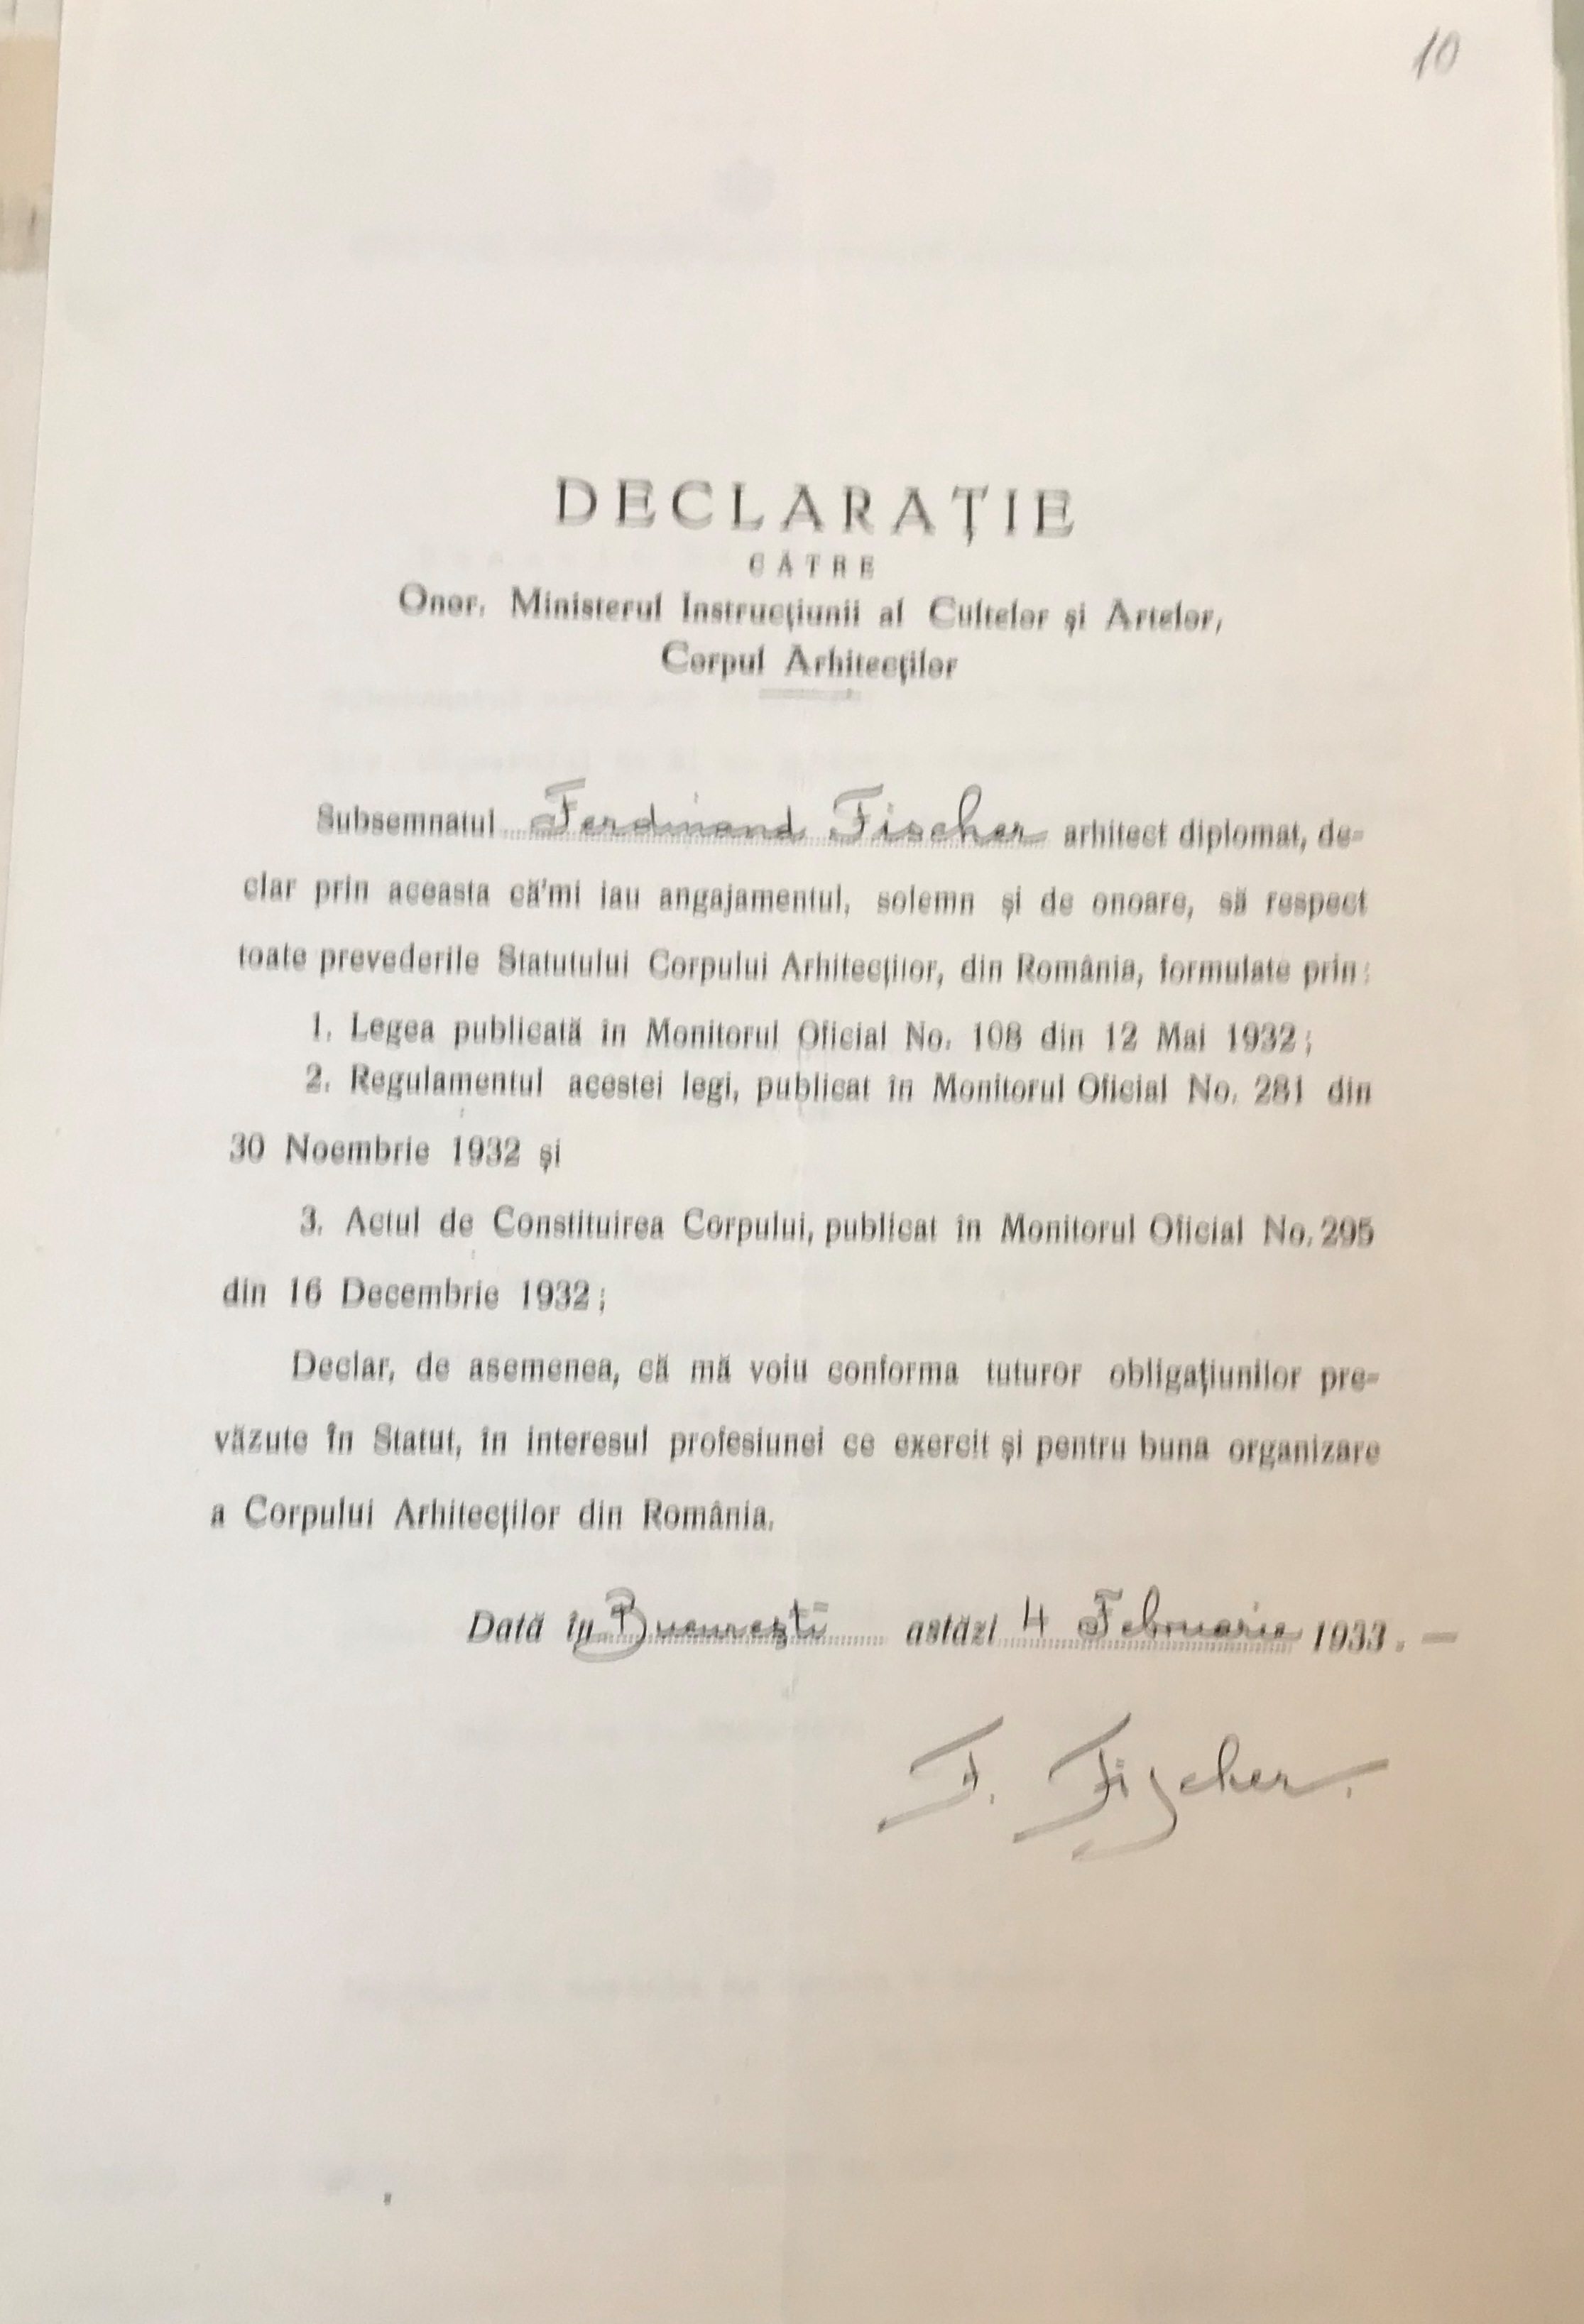 10
DECLARAȚIE
CĂTRE
Onor. Ministerul Instrucțiunii al Cultelor și Artelor,
Corpul Arhitecților
Subsemnatul Ferdinand Fischer arhitect diplomat, de-
clar prin aceasta că'mi iau angajamentul, solemn și de onoare, să respect
toate prevederile Statutului Corpului Arhitecților, din România, formulate prin:
1. Legea publicată în Monitorul Oficial No. 108 din 12 Mai 1932;
2. Regulamentul acestei legi, publicat în Monitorul Oficial No. 281 din
30 Noembrie 1932 și
3. Actul de Constituirea Corpului, publicat în Monitorul Oficial No. 295
din 16 Decembrie 1932;
Declar, de asemenea, că mă voiu conforma tuturor obligațiunilor pre-
văzute în Statut, în interesul profesiunei ce exercit și pentru buna organizare
a Corpului Arhitecților din România.
Dată în București astăzi 4 Februarie 1933. —
F. Fischer.